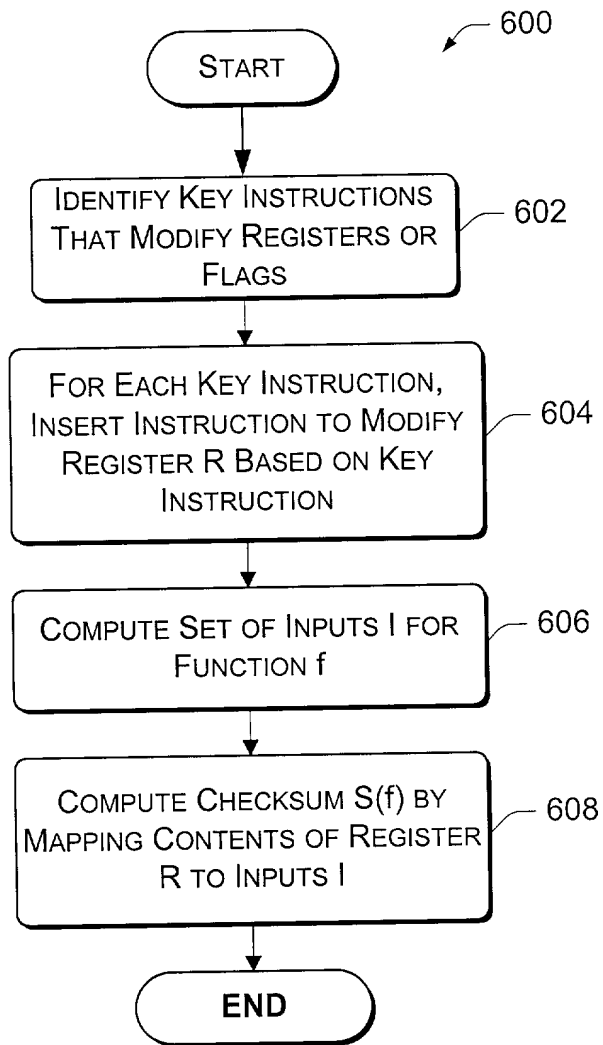 600
START
IDENTIFY KEY INSTRUCTIONS
THAT MODIFY REGISTERS OR
FLAGS
602
FOR EACH KEY INSTRUCTION,
INSERT INSTRUCTION TO MODIFY
REGISTER R BASED ON KEY
INSTRUCTION
604
COMPUTE SET OF INPUTS I FOR
FUNCTION f
606
COMPUTE CHECKSUM S(f) BY
MAPPING CONTENTS OF REGISTER
R TO INPUTS I
608
END